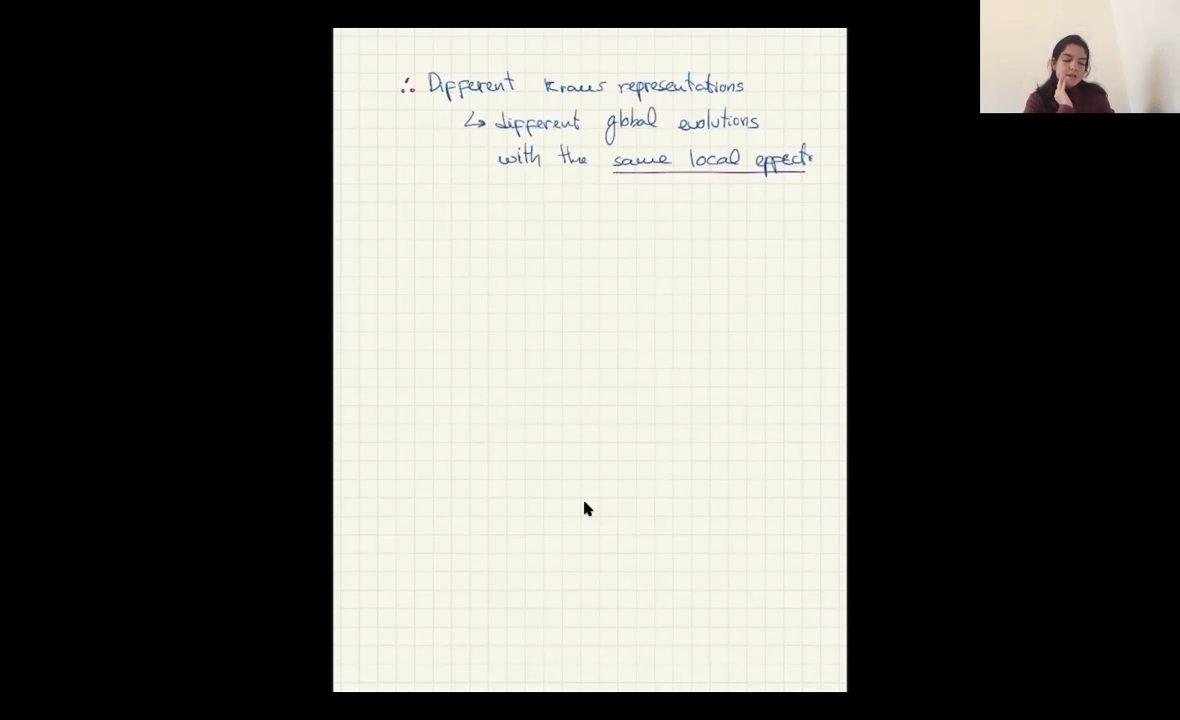 ∴ Different Kraus representations
↳ different global evolutions
with the same local effect.